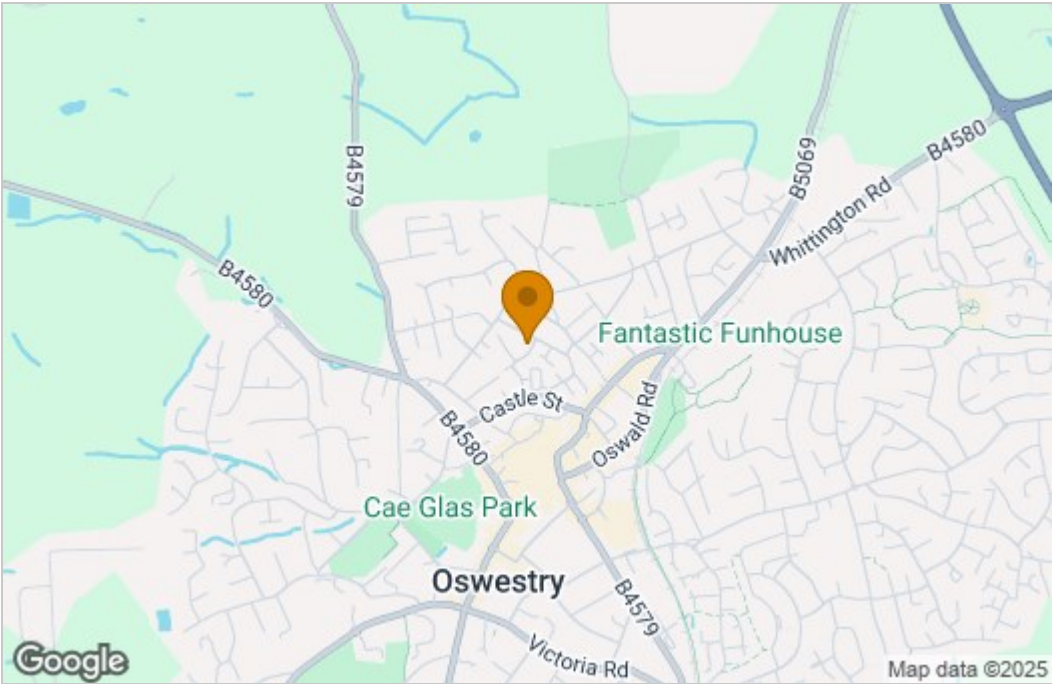 B4580
B4579
B5069
Whittington Rd
B4580
Fantastic Funhouse
Castle St
Oswald Rd
B4580
Cae Glas Park
Oswestry
B4579
Victoria Rd
Google
Map data ©2025